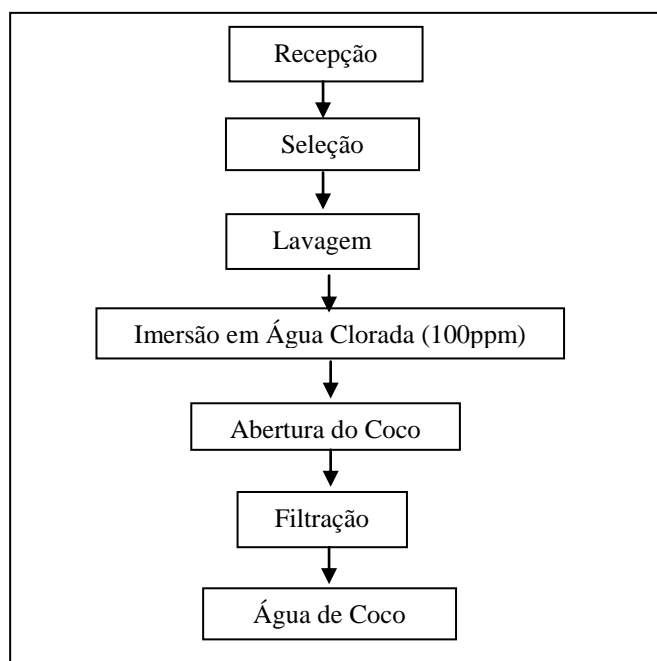 Recepção
Seleção
Lavagem
Imersão em Água Clorada (100ppm)
Abertura do Coco
Filtração
Água de Coco